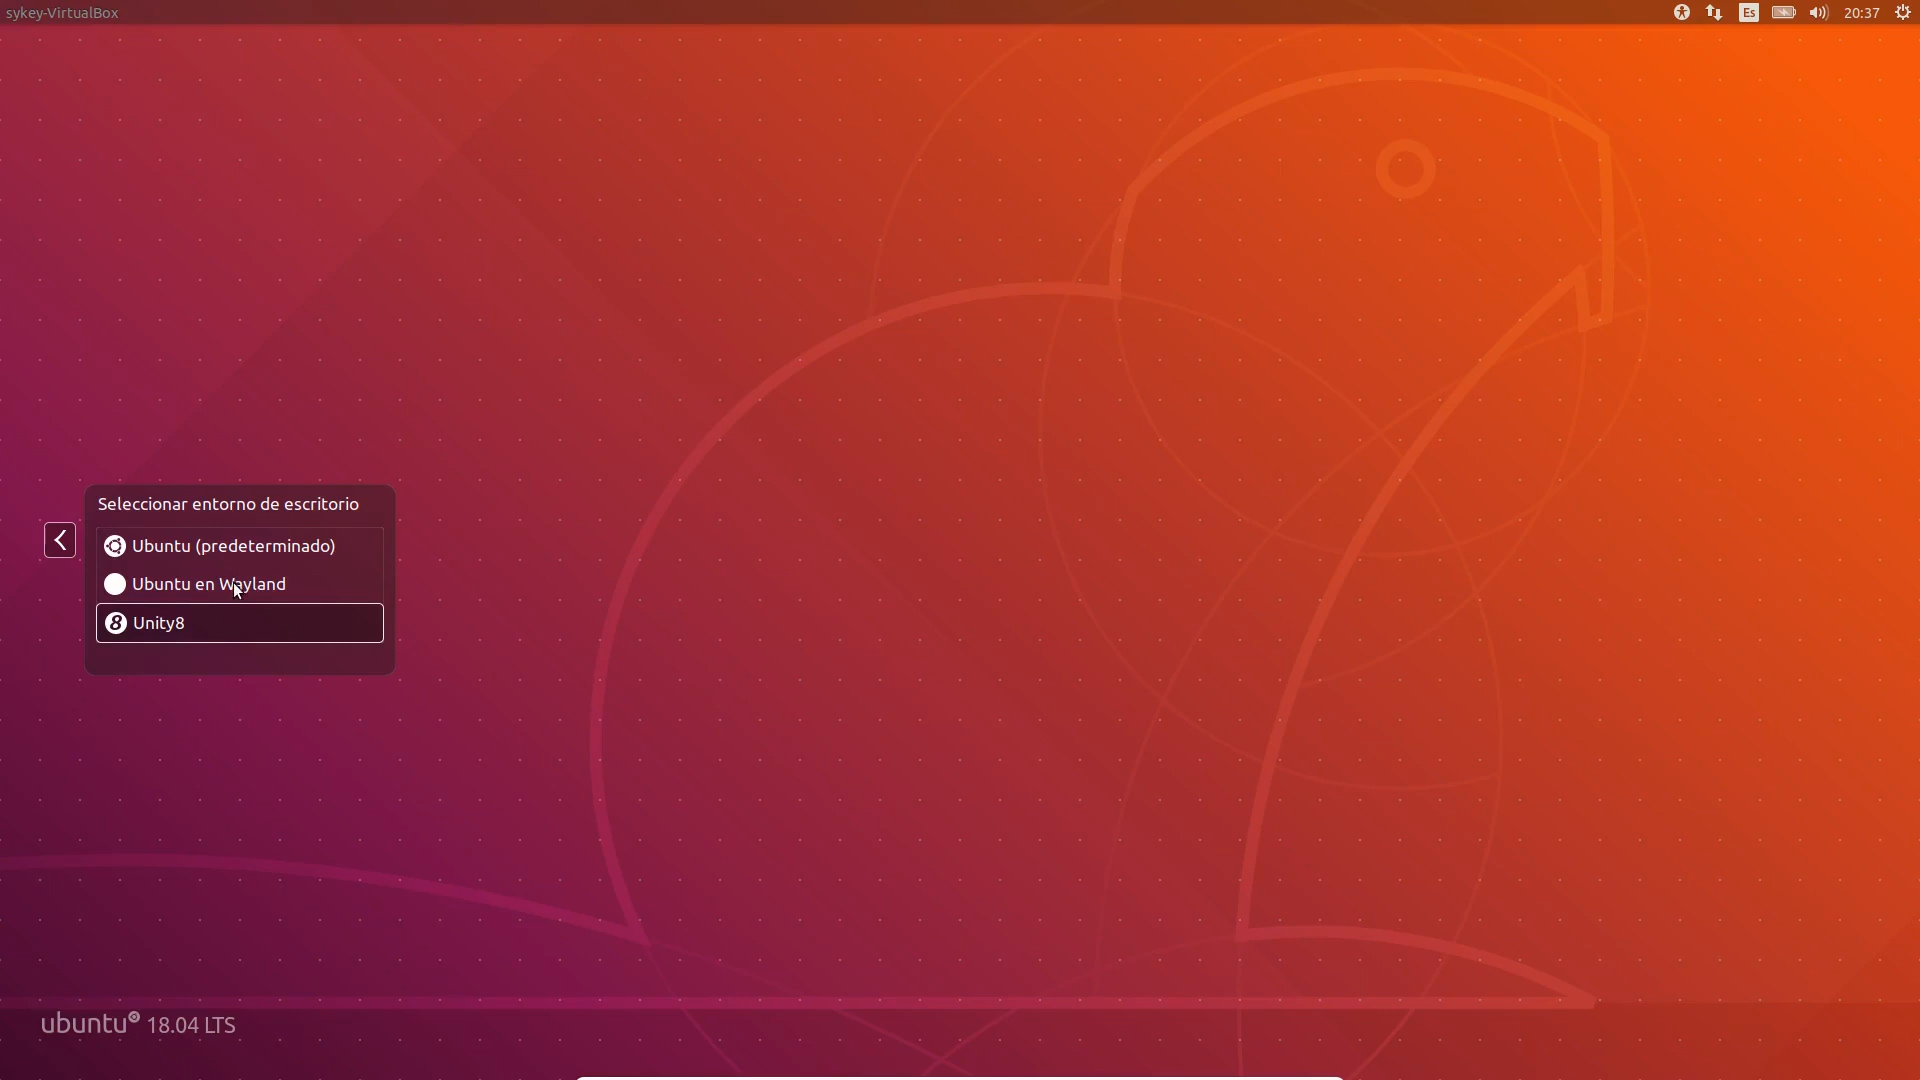 sykey-VirtualBox
Es
20:37
Seleccionar entorno de escritorio
Ubuntu (predeterminado)
Ubuntu en Wayland
8 Unity8
ubuntu 18.04 LTS